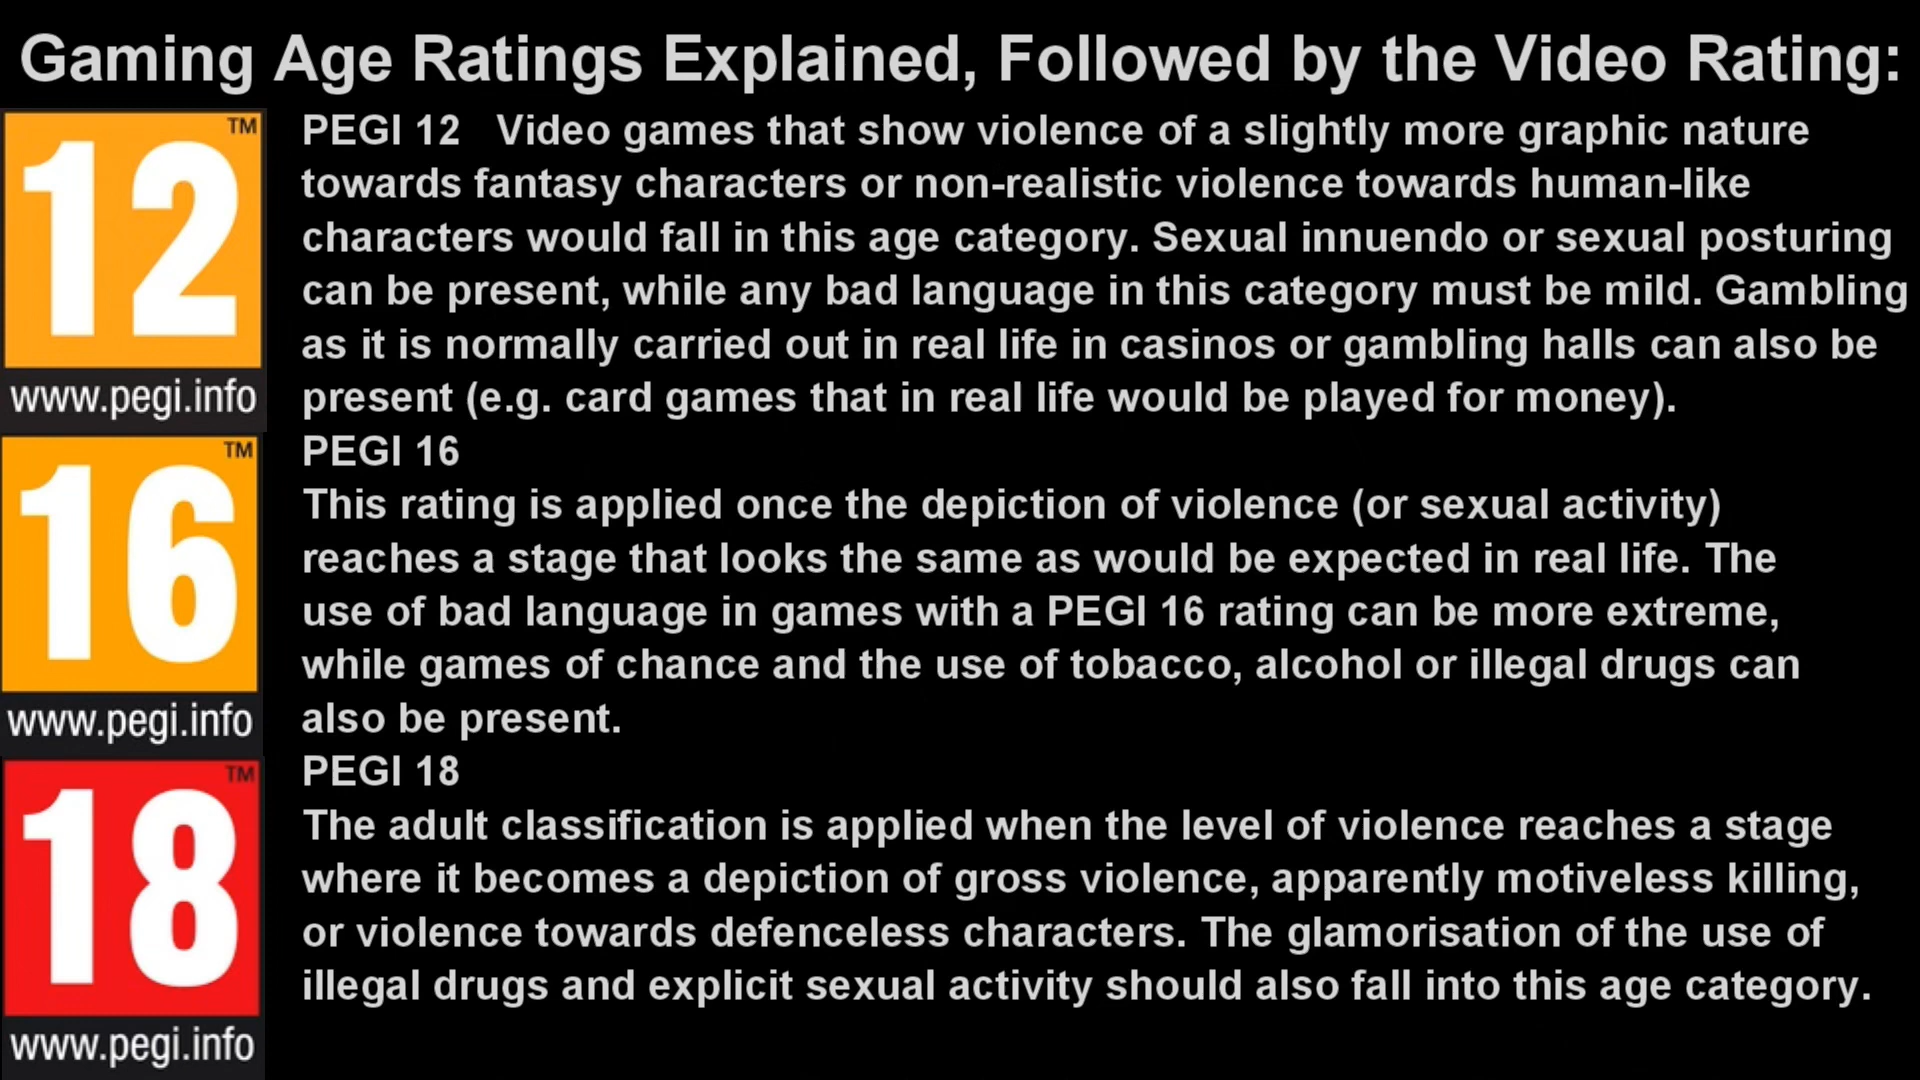 Gaming Age Ratings Explained, Followed by the Video Rating:
12™
www.pegi.info
PEGI 12   Video games that show violence of a slightly more graphic nature
towards fantasy characters or non-realistic violence towards human-like
characters would fall in this age category. Sexual innuendo or sexual posturing
can be present, while any bad language in this category must be mild. Gambling
as it is normally carried out in real life in casinos or gambling halls can also be
present (e.g. card games that in real life would be played for money).
16™
www.pegi.info
PEGI 16
This rating is applied once the depiction of violence (or sexual activity)
reaches a stage that looks the same as would be expected in real life. The
use of bad language in games with a PEGI 16 rating can be more extreme,
while games of chance and the use of tobacco, alcohol or illegal drugs can
also be present.
18™
www.pegi.info
PEGI 18
The adult classification is applied when the level of violence reaches a stage
where it becomes a depiction of gross violence, apparently motiveless killing,
or violence towards defenceless characters. The glamorisation of the use of
illegal drugs and explicit sexual activity should also fall into this age category.